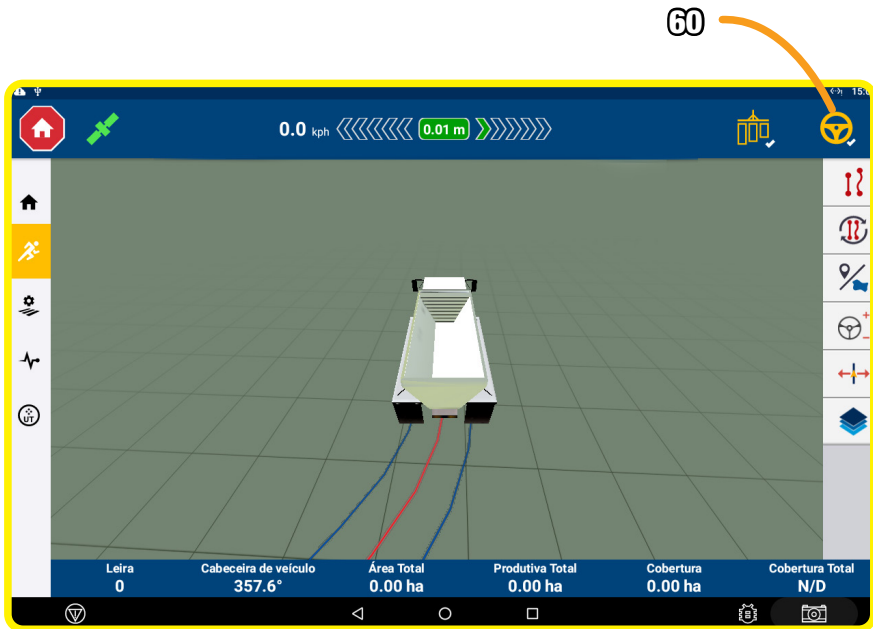 60
0.0 kph 0.01 m
UT
Leira Cabeceira de veículo Área Total Produtiva Total Cobertura Cobertura Total
0 357.6° 0.00 ha 0.00 ha 0.00 ha N/D